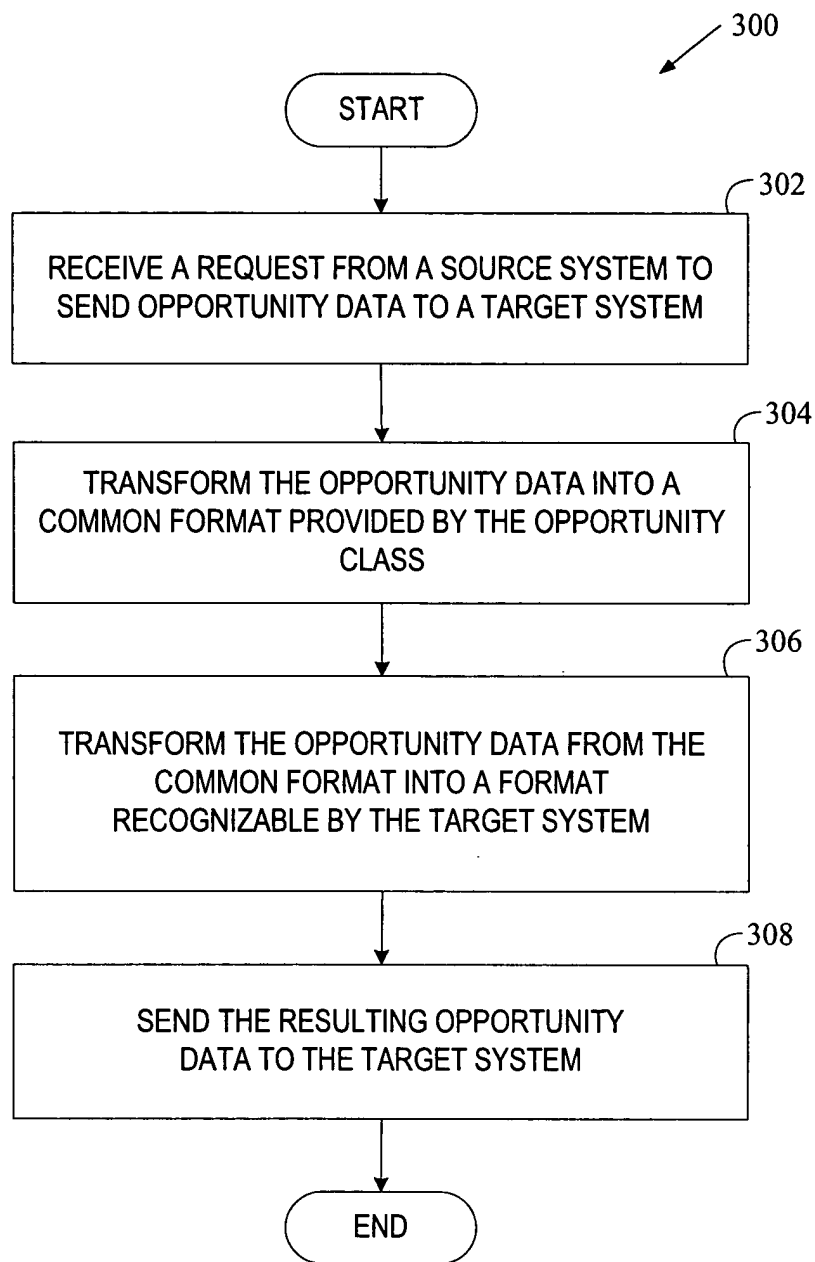 300
START
302
RECEIVE A REQUEST FROM A SOURCE SYSTEM TO
SEND OPPORTUNITY DATA TO A TARGET SYSTEM
304
TRANSFORM THE OPPORTUNITY DATA INTO A
COMMON FORMAT PROVIDED BY THE OPPORTUNITY
CLASS
306
TRANSFORM THE OPPORTUNITY DATA FROM THE
COMMON FORMAT INTO A FORMAT
RECOGNIZABLE BY THE TARGET SYSTEM
308
SEND THE RESULTING OPPORTUNITY
DATA TO THE TARGET SYSTEM
END